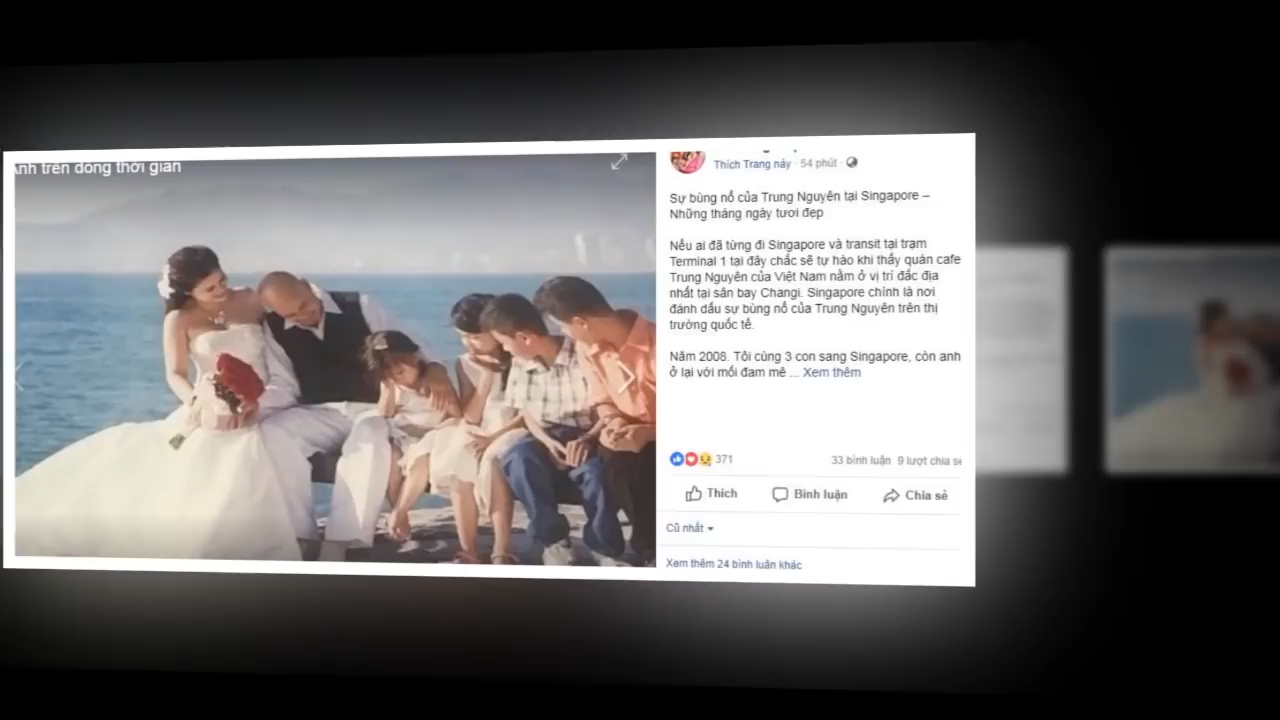 Ảnh trên dòng thời gian
Thích Trang này · 54 phút ·
Sự bùng nổ của Trung Nguyên tại Singapore –
Những tháng ngày tươi đẹp
Nếu ai đã từng đi Singapore và transit tại trạm
Terminal 1 tại đây chắc sẽ tự hào khi thấy quán cafe
Trung Nguyên của Việt Nam nằm ở vị trí đắc địa
nhất tại sân bay Changi. Singapore chính là nơi
đánh dấu sự bùng nổ của Trung Nguyên trên thị
trường quốc tế.
Năm 2008. Tôi cùng 3 con sang Singapore, còn anh
ở lại với mối đam mê ... Xem thêm
371
33 bình luận 9 lượt chia sẻ
Thích Bình luận Chia sẻ
Cũ nhất
Xem thêm 24 bình luận khác